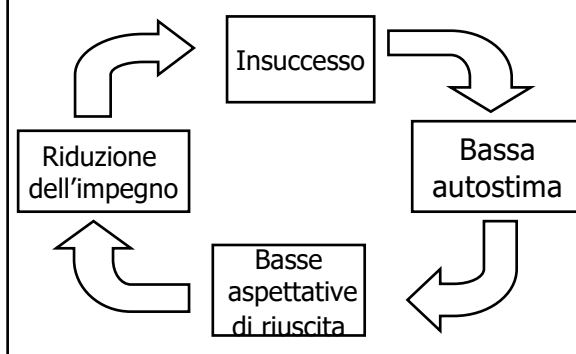 Insuccesso
Bassa
autostima
Basse
aspettative
di riuscita
Riduzione
dell’impegno